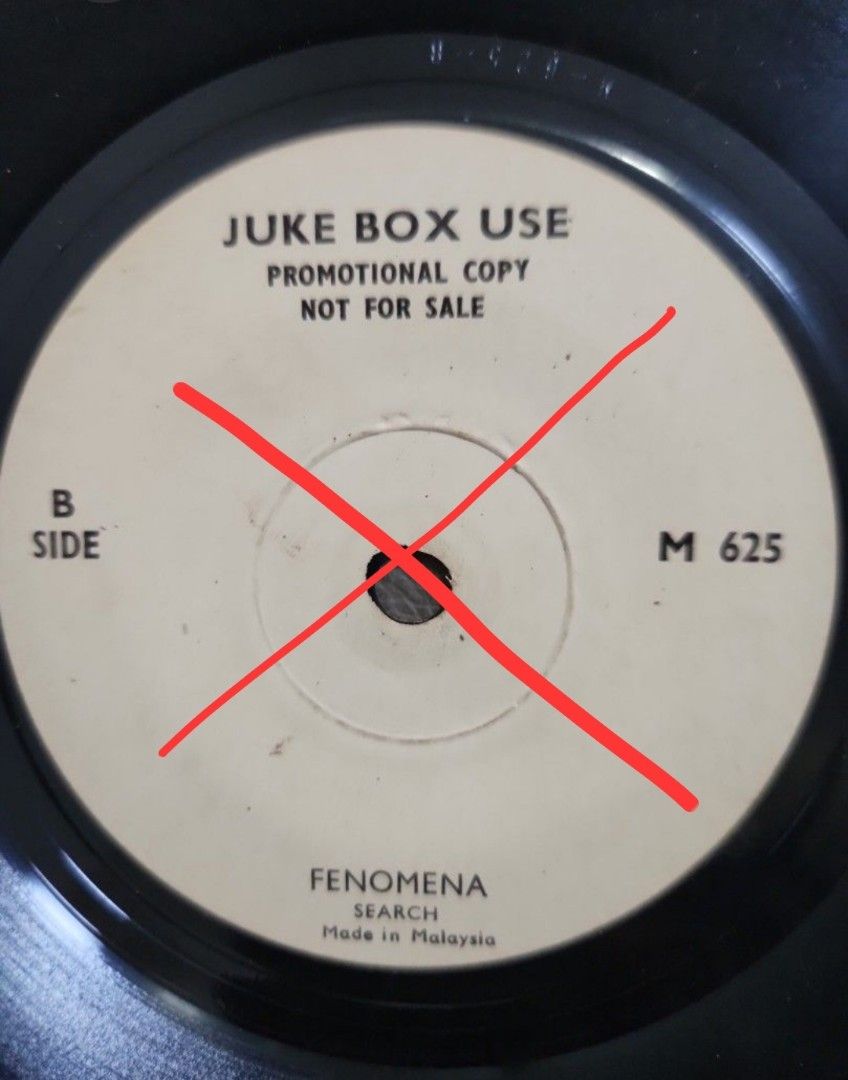 JUKE BOX USE
PROMOTIONAL COPY
NOT FOR SALE
B
SIDE
M 625
FENOMENA
SEARCH
Made in Malaysia